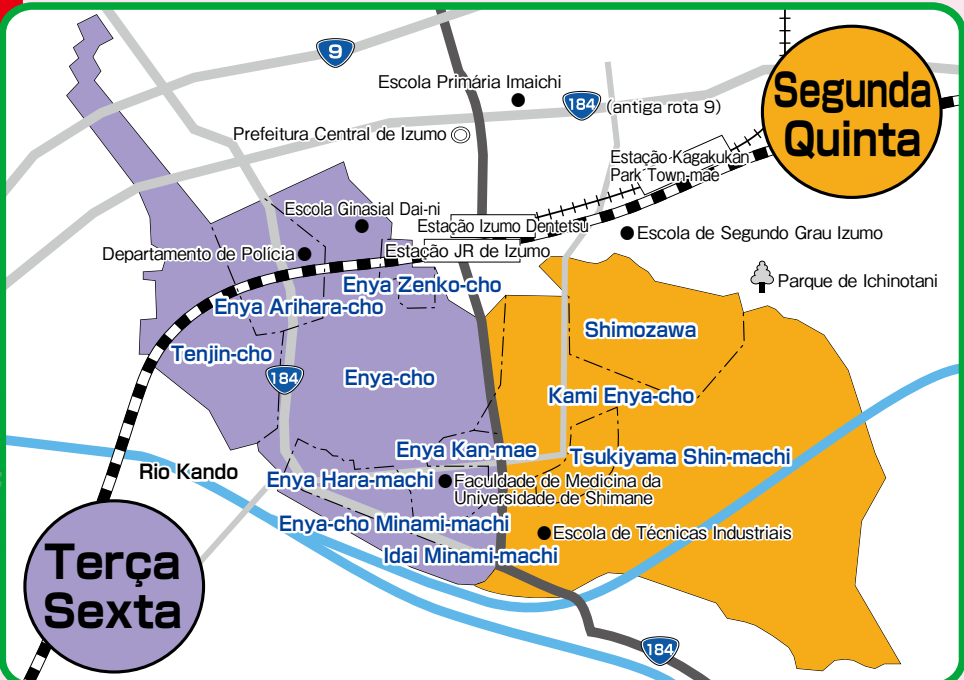 9
Escola Primária Imaichi
184 (antiga rota 9)
Segunda
Quinta
Prefeitura Central de Izumo
Estação Kagakukan
Park Town-mae
Escola Ginasial Dai-ni
Estação Izumo Dentetsu
Escola de Segundo Grau Izumo
Departamento de Polícia
Estação JR de Izumo
Parque de Ichinotani
Enya Zenko-cho
Enya Arihara-cho
Shimozawa
Tenjin-cho
184
Enya-cho
Kami Enya-cho
Enya Kan-mae
Tsukiyama Shin-machi
Rio Kando
Enya Hara-machi
Faculdade de Medicina da
Universidade de Shimane
Enya-cho Minami-machi
Escola de Técnicas Industriais
Idai Minami-machi
Terça
Sexta
184